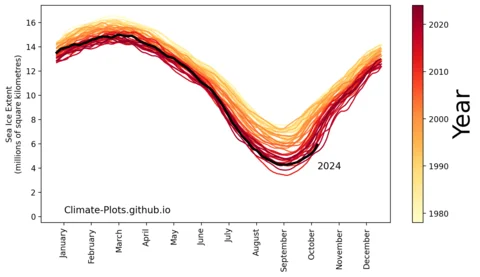 16
14
12
10
8
6
4
2
0
Sea Ice Extent
(millions of square kilometres)
2024
Climate-Plots.github.io
January
February
March
April
May
June
July
August
September
October
November
December
2020
2010
2000
1990
1980
Year